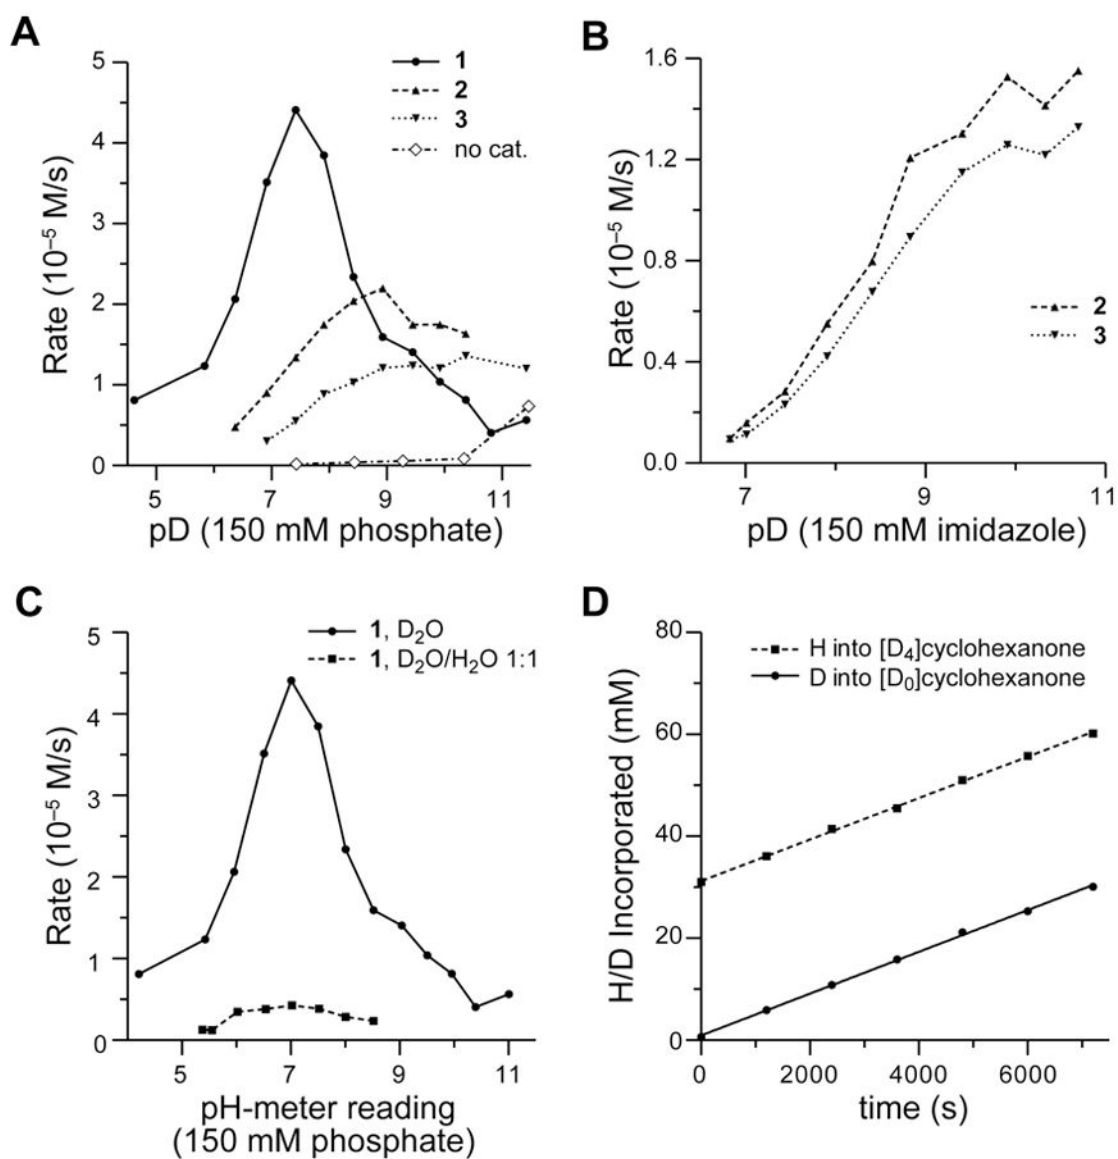 A
5
4
3
2
1
0
Rate (10⁻⁵ M/s)
5
7
9
11
pD (150 mM phosphate)
1
2
3
no cat.
B
1.6
1.2
0.8
0.4
0.0
Rate (10⁻⁵ M/s)
7
9
11
pD (150 mM imidazole)
2
3
C
5
4
3
2
1
0
Rate (10⁻⁵ M/s)
5
7
9
11
pH-meter reading
(150 mM phosphate)
1, D₂O
1, D₂O/H₂O 1:1
D
80
60
40
20
0
H/D Incorporated (mM)
0
2000
4000
6000
time (s)
H into [D₄]cyclohexanone
D into [D₀]cyclohexanone